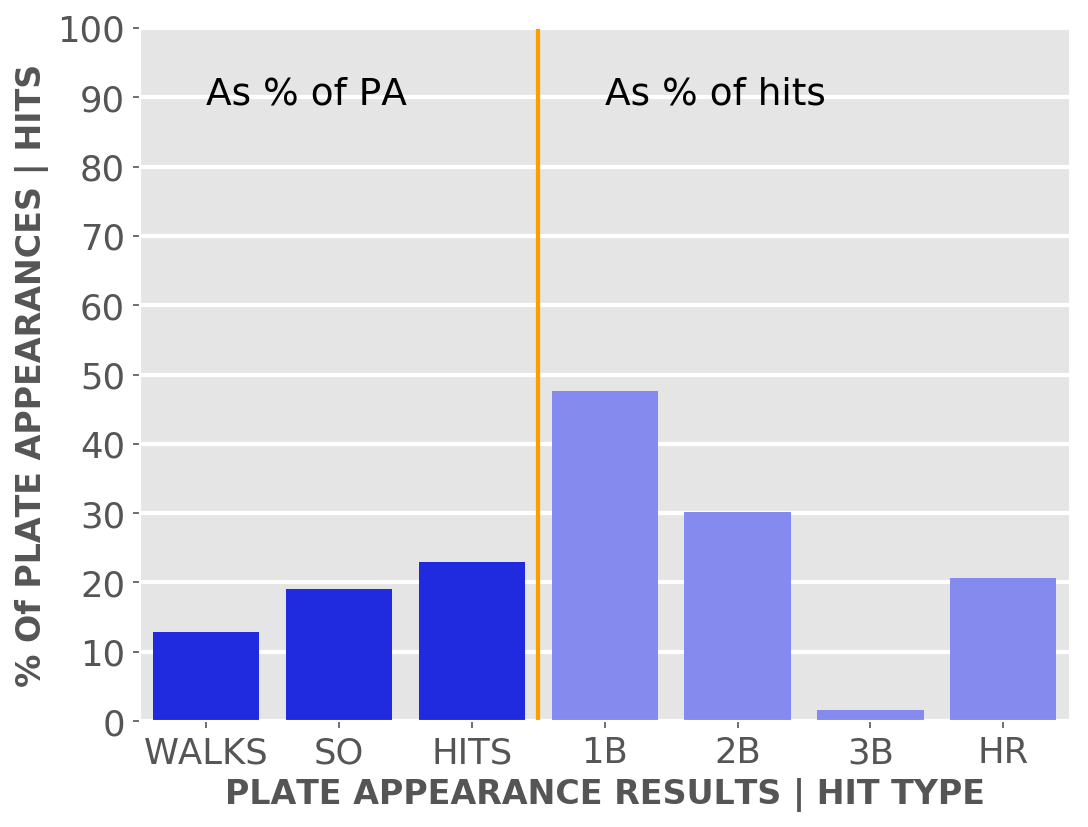 As % of PA
As % of hits
% Of PLATE APPEARANCES | HITS
100
90
80
70
60
50
40
30
20
10
0
WALKS SO HITS 1B 2B 3B HR
PLATE APPEARANCE RESULTS | HIT TYPE